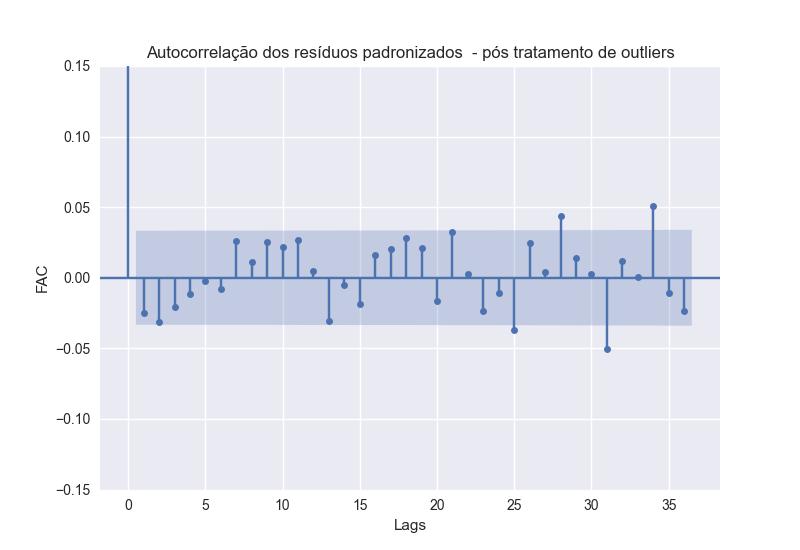 Autocorrelação dos resíduos padronizados  - pós tratamento de outliers
0.15
0.10
0.05
0.00
−0.05
−0.10
−0.15
FAC
0 5 10 15 20 25 30 35
Lags